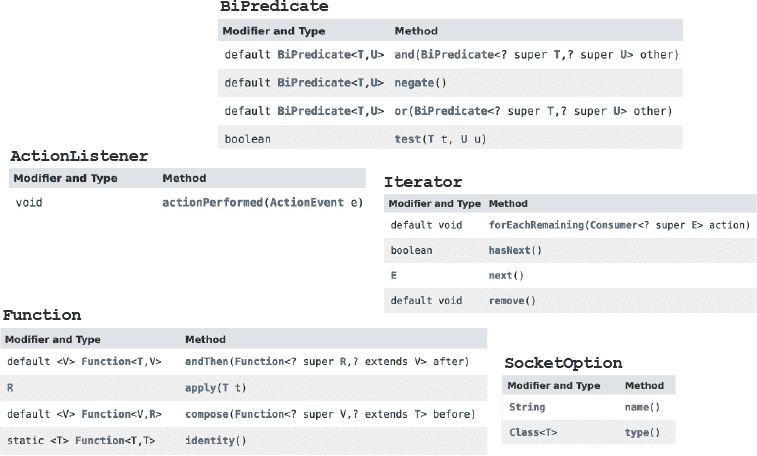 BiPredicate
Modifier and Type Method
default BiPredicate<T,U> and(BiPredicate<? super T,? super U> other)
default BiPredicate<T,U> negate()
default BiPredicate<T,U> or(BiPredicate<? super T,? super U> other)
boolean test(T t, U u)
ActionListener
Modifier and Type Method
void actionPerformed(ActionEvent e)
Iterator
Modifier and Type Method
default void forEachRemaining(Consumer<? super E> action)
boolean hasNext()
E next()
default void remove()
Function
Modifier and Type Method
default <V> Function<T,V> andThen(Function<? super R,? extends V> after)
R apply(T t)
default <V> Function<V,R> compose(Function<? super V,? extends T> before)
static <T> Function<T,T> identity()
SocketOption
Modifier and Type Method
String name()
Class<T> type()